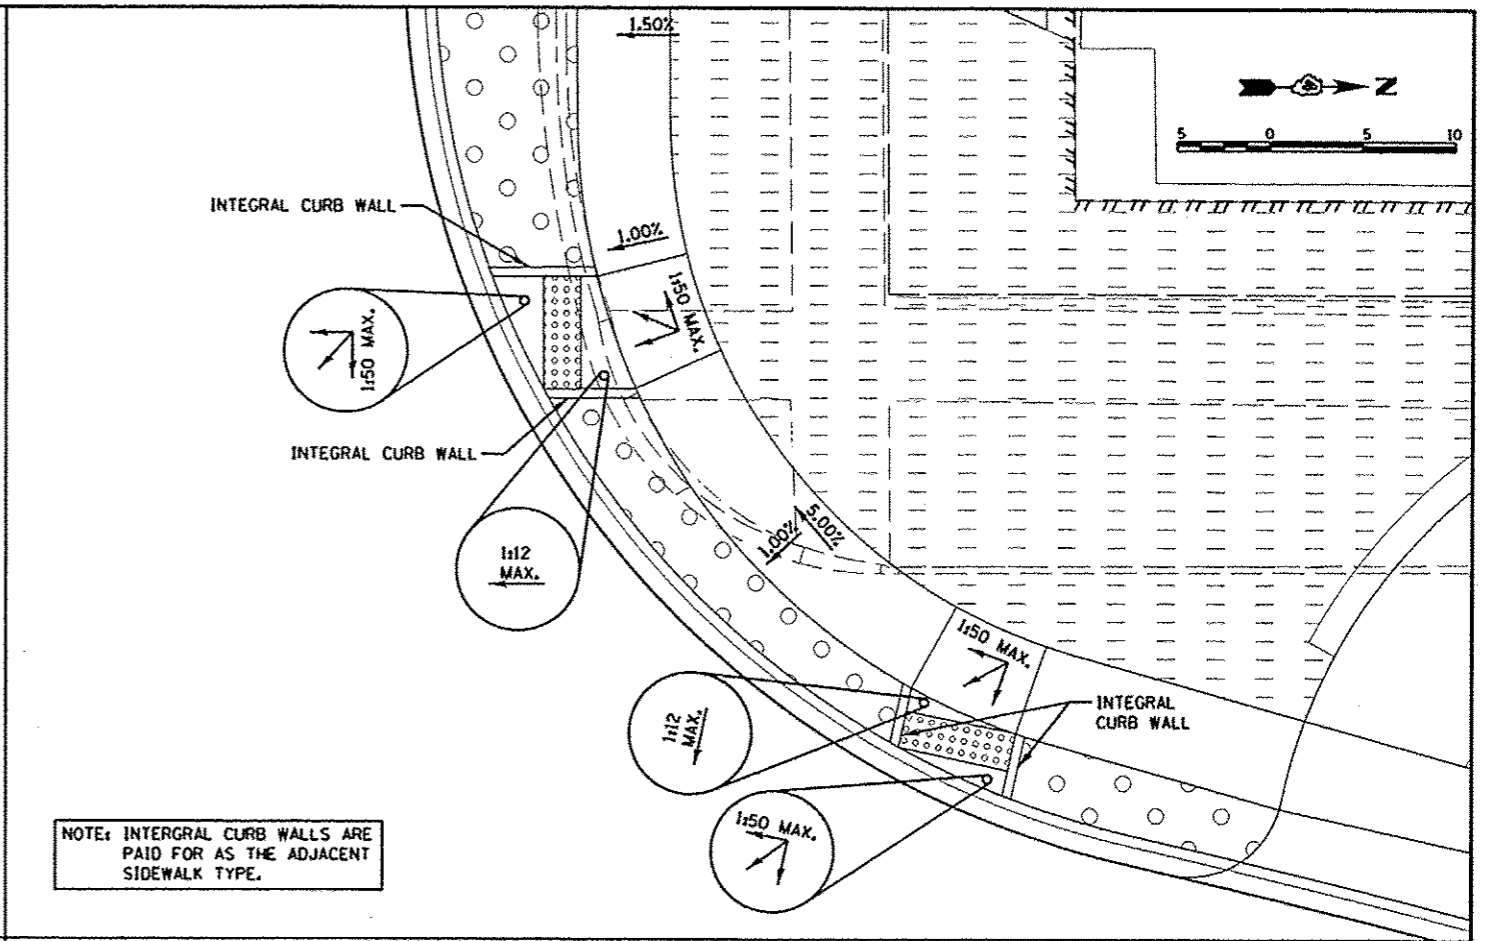 1.50%
N
5 0 5 10
INTEGRAL CURB WALL
1.00%
1:50 MAX.
1:50 MAX.
INTEGRAL CURB WALL
1:12
MAX.
5.00%
1.00%
1:50 MAX.
INTEGRAL
CURB WALL
1:12
MAX.
1:50 MAX.
NOTE: INTERGRAL CURB WALLS ARE
PAID FOR AS THE ADJACENT
SIDEWALK TYPE.